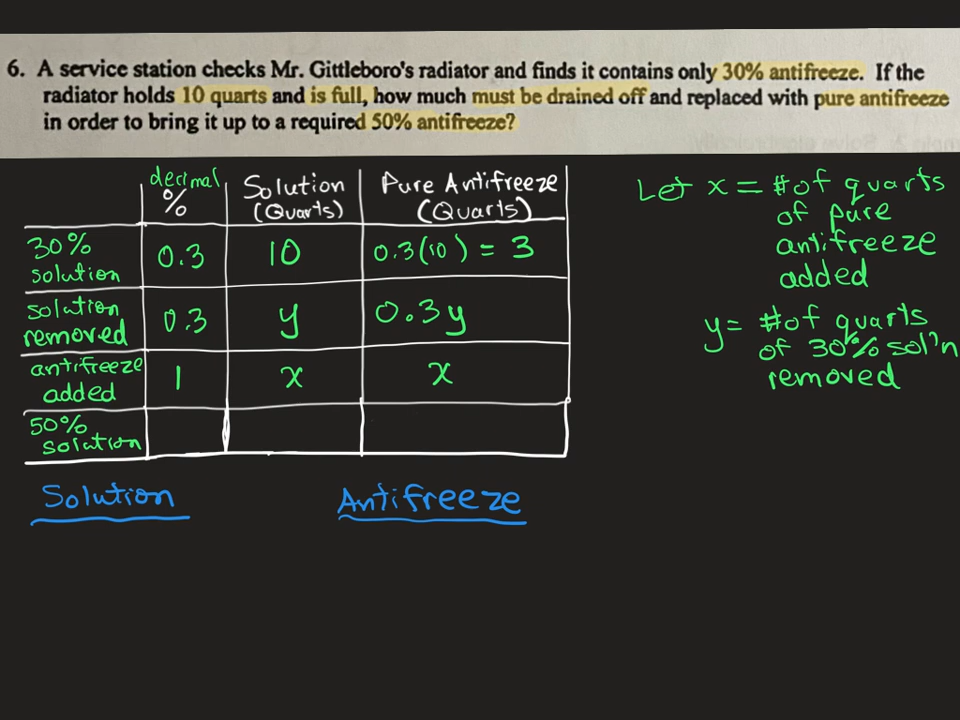 6. A service station checks Mr. Gittleboro's radiator and finds it contains only 30% antifreeze. If the
radiator holds 10 quarts and is full, how much must be drained off and replaced with pure antifreeze
in order to bring it up to a required 50% antifreeze?
decimal
% Solution Pure Antifreeze
(Quarts) (Quarts)
30%
solution 0.3 10 0.3(10) = 3
solution
removed 0.3 y 0.3y
antifreeze
added 1 x x
50%
solution
Let x = # of quarts
of pure
antifreeze
added
y = # of quarts
of 30% sol'n
removed
Solution Antifreeze